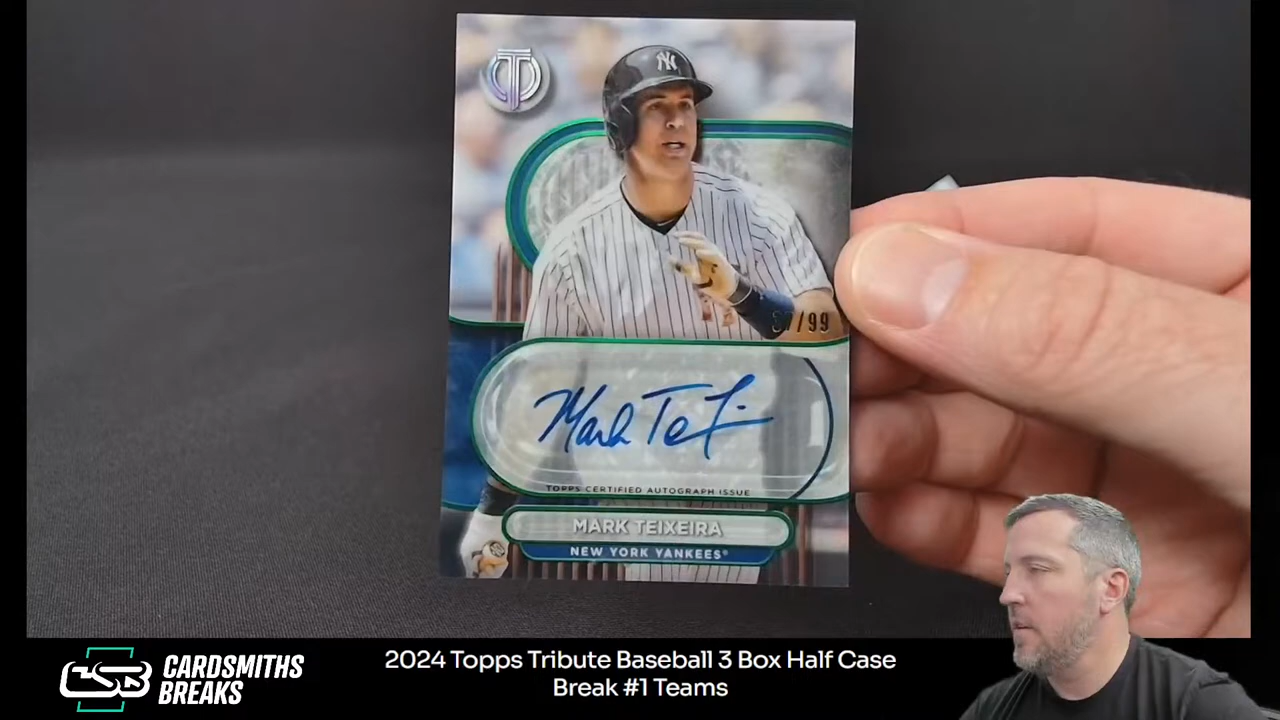 NY
/99
Mark Te
TOPPS CERTIFIED AUTOGRAPH ISSUE
MARK TEIXEIRA
NEW YORK YANKEES®
CSB
CARDSMITHS
BREAKS
2024 Topps Tribute Baseball 3 Box Half Case
Break #1 Teams